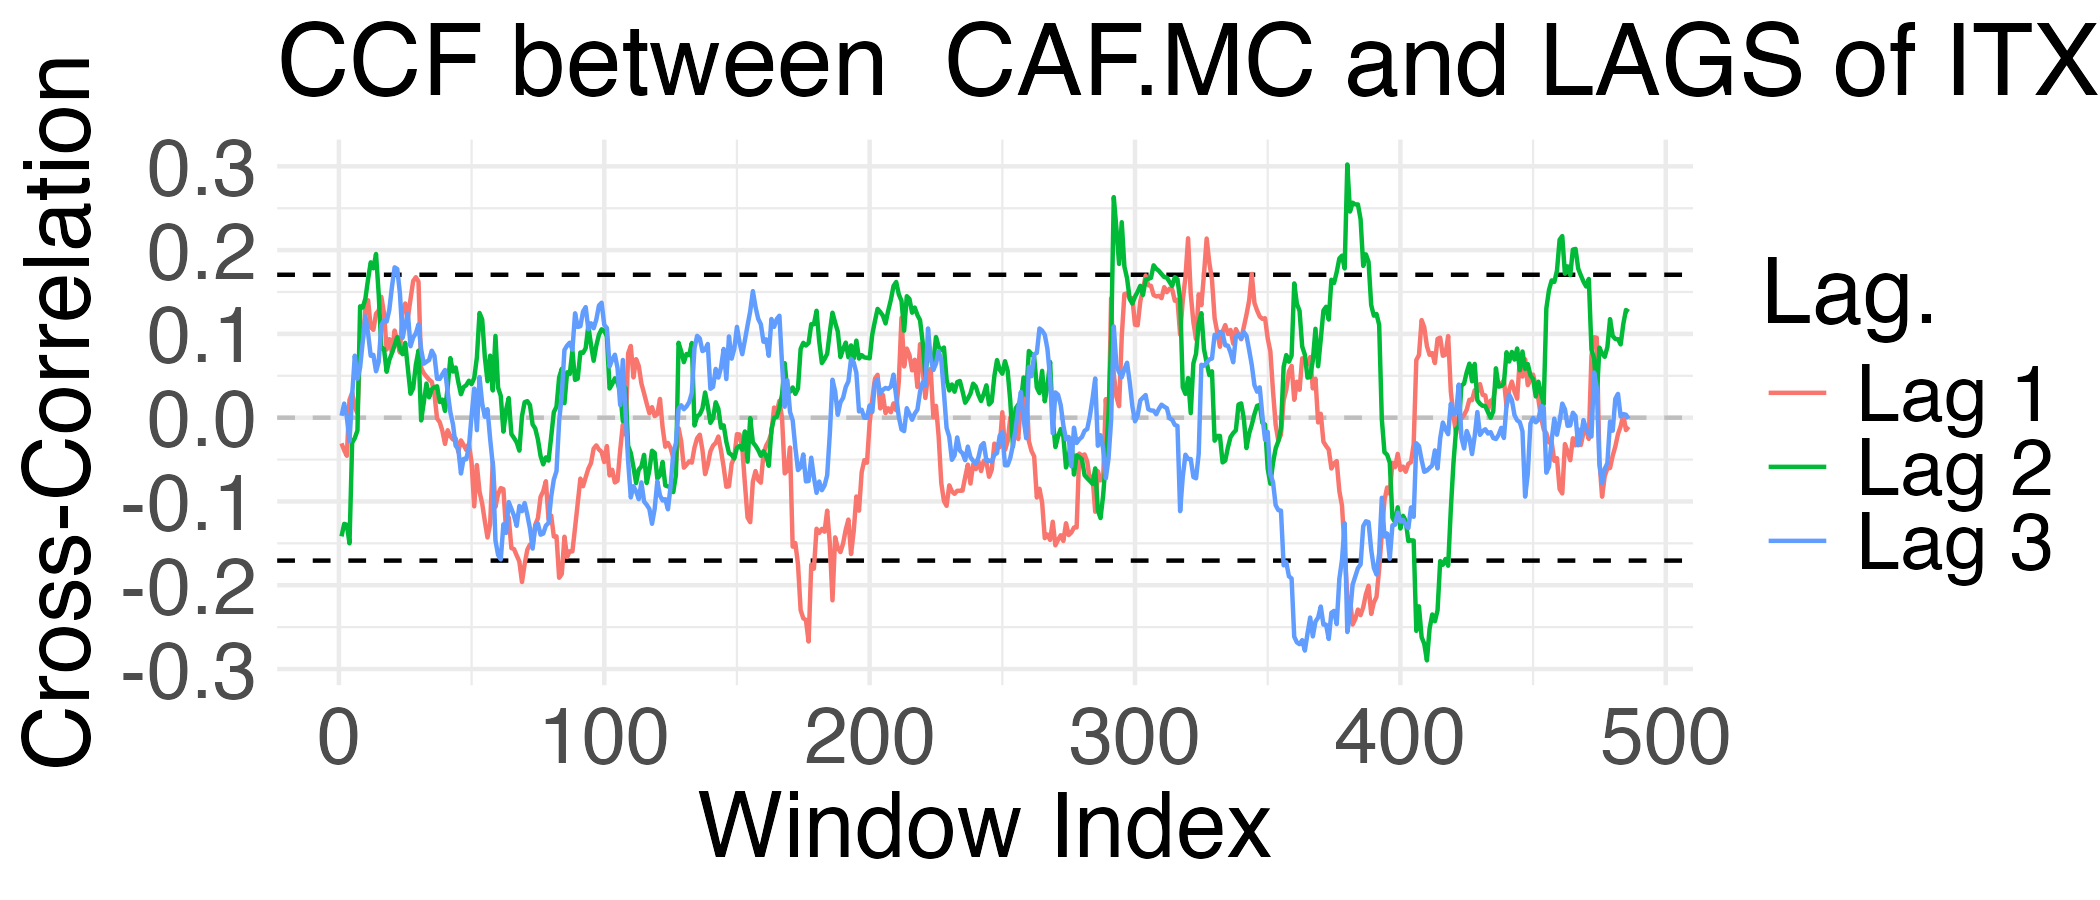 CCF between CAF.MC and LAGS of ITX
Cross-Correlation
0.3
0.2
0.1
0.0
-0.1
-0.2
-0.3
0 100 200 300 400 500
Window Index
Lag.
Lag 1
Lag 2
Lag 3